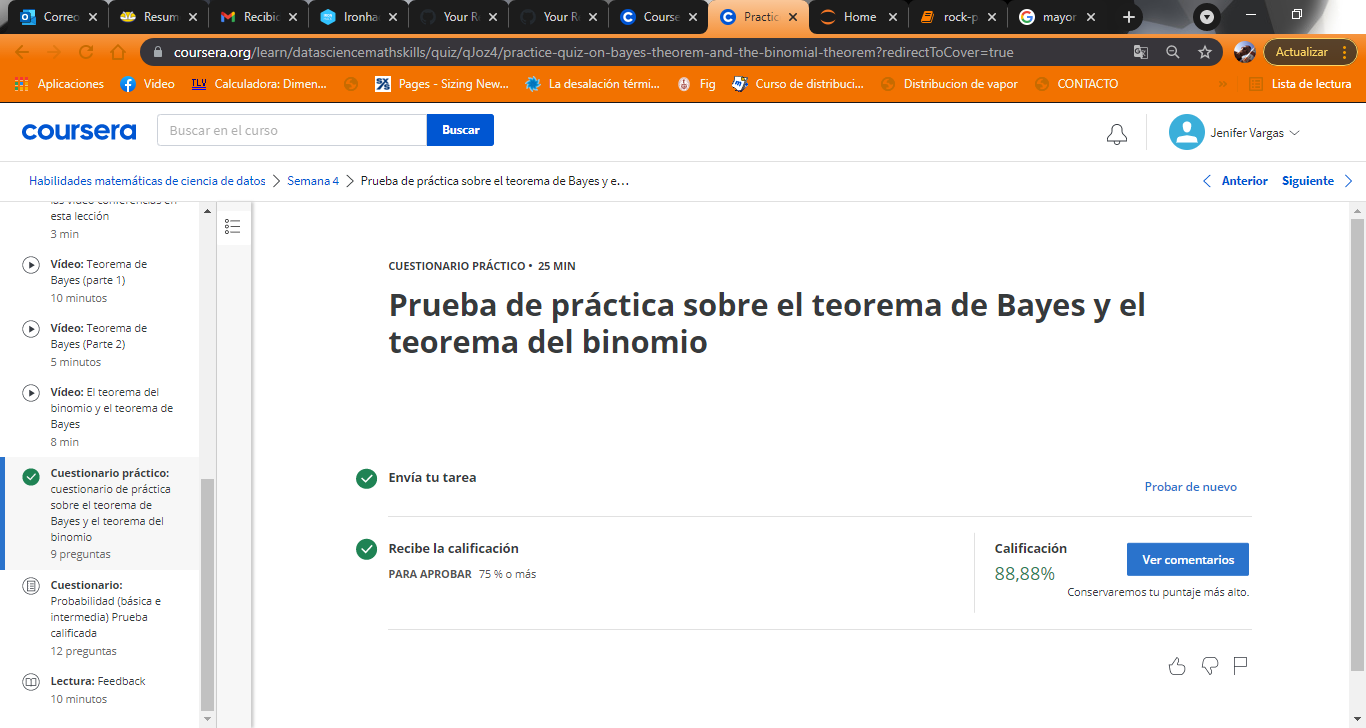 Correo
Resum
Recibic
Ironha
Your R
Your R
Course
Practic
Home
rock-p
mayor
coursera.org/learn/datasciencemathskills/quiz/qJoz4/practice-quiz-on-bayes-theorem-and-the-binomial-theorem?redirectToCover=true
Actualizar
Aplicaciones
Video
TLV Calculadora: Dimen...
Pages - Sizing New...
La desalación térmi...
Fig
Curso de distribuci...
Distribucion de vapor
CONTACTO
»
Lista de lectura
coursera
Buscar en el curso
Buscar
Jenifer Vargas
Habilidades matemáticas de ciencia de datos
Semana 4
Prueba de práctica sobre el teorema de Bayes y e...
Anterior
Siguiente
las video conferencias en
esta lección
3 min
Vídeo: Teorema de
Bayes (parte 1)
10 minutos
Vídeo: Teorema de
Bayes (Parte 2)
5 minutos
Vídeo: El teorema del
binomio y el teorema de
Bayes
8 min
Cuestionario práctico:
cuestionario de práctica
sobre el teorema de
Bayes y el teorema del
binomio
9 preguntas
Cuestionario:
Probabilidad (básica e
intermedia) Prueba
calificada
12 preguntas
Lectura: Feedback
10 minutos
CUESTIONARIO PRÁCTICO • 25 MIN
Prueba de práctica sobre el teorema de Bayes y el
teorema del binomio
Envía tu tarea
Probar de nuevo
Recibe la calificación
PARA APROBAR 75 % o más
Calificación
88,88%
Ver comentarios
Conservaremos tu puntaje más alto.